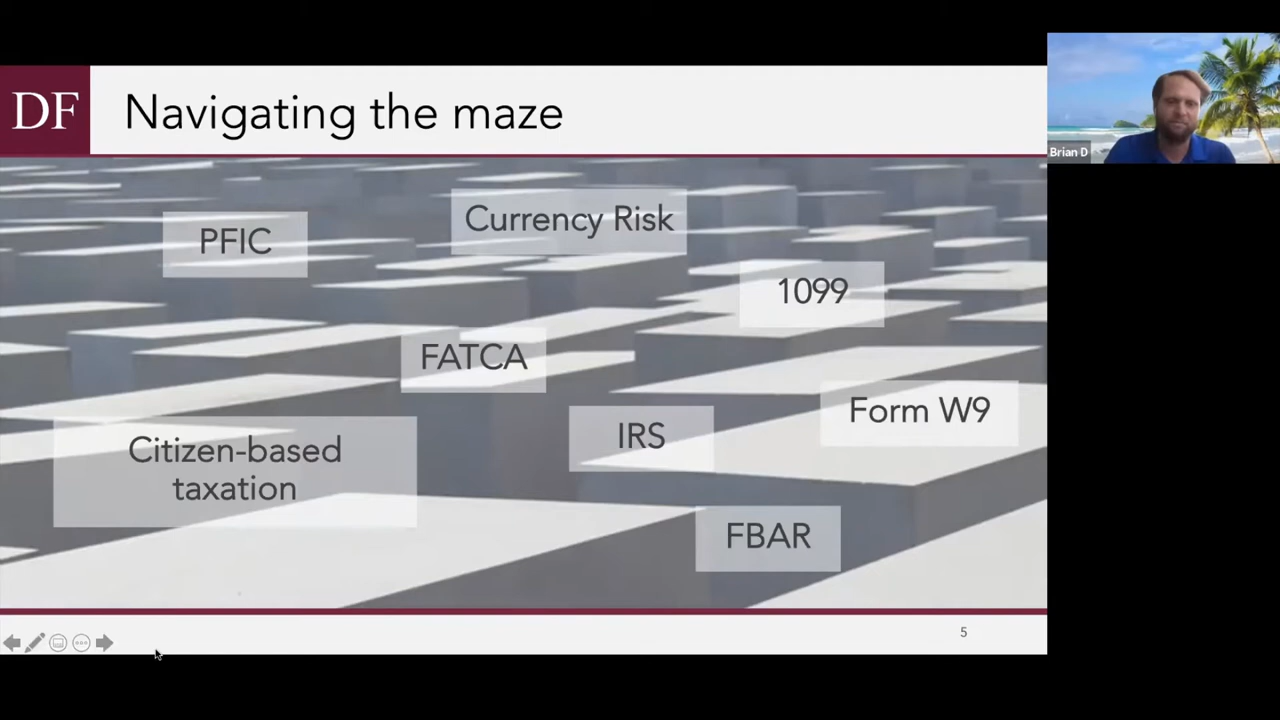 DF
Navigating the maze
Brian D
PFIC
Currency Risk
1099
FATCA
Form W9
IRS
Citizen-based
taxation
FBAR
5